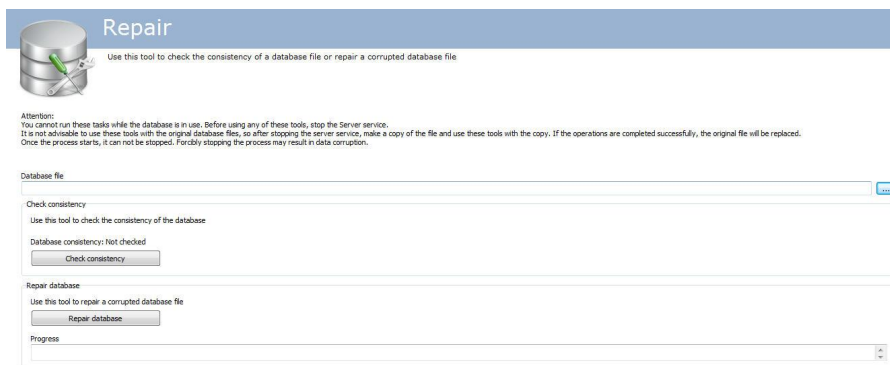 Repair
Use this tool to check the consistency of a database file or repair a corrupted database file
Attention:
You cannot run these tasks while the database is in use. Before using any of these tools, stop the Server service.
It is not advisable to use these tools with the original database files, so after stopping the server service, make a copy of the file and use these tools with the copy. If the operations are completed successfully, the original file will be replaced.
Once the process starts, it can not be stopped. Forcibly stopping the process may result in data corruption.
Database file
...
Check consistency
Use this tool to check the consistency of the database
Database consistency: Not checked
Check consistency
Repair database
Use this tool to repair a corrupted database file
Repair database
Progress